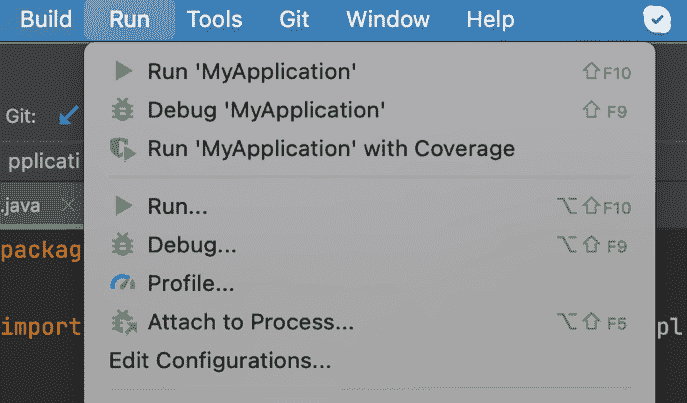 Build Run Tools Git Window Help
Run 'MyApplication' ⇧F10
Git: Debug 'MyApplication' ⇧F9
Run 'MyApplication' with Coverage
pplicati
.java Run... ⌥⇧F10
packag Debug... ⌥⇧F9
Profile...
import Attach to Process... ⌥⇧F5 pl
Edit Configurations...